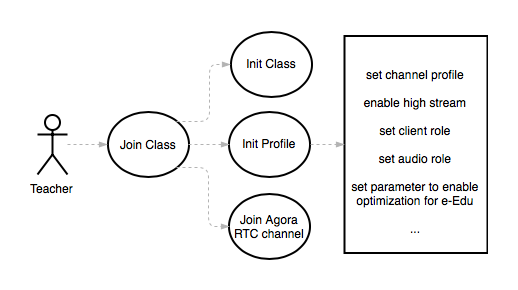 Teacher
Join Class
Init Class
Init Profile
Join Agora
RTC channel
set channel profile
enable high stream
set client role
set audio role
set parameter to enable
optimization for e-Edu
...